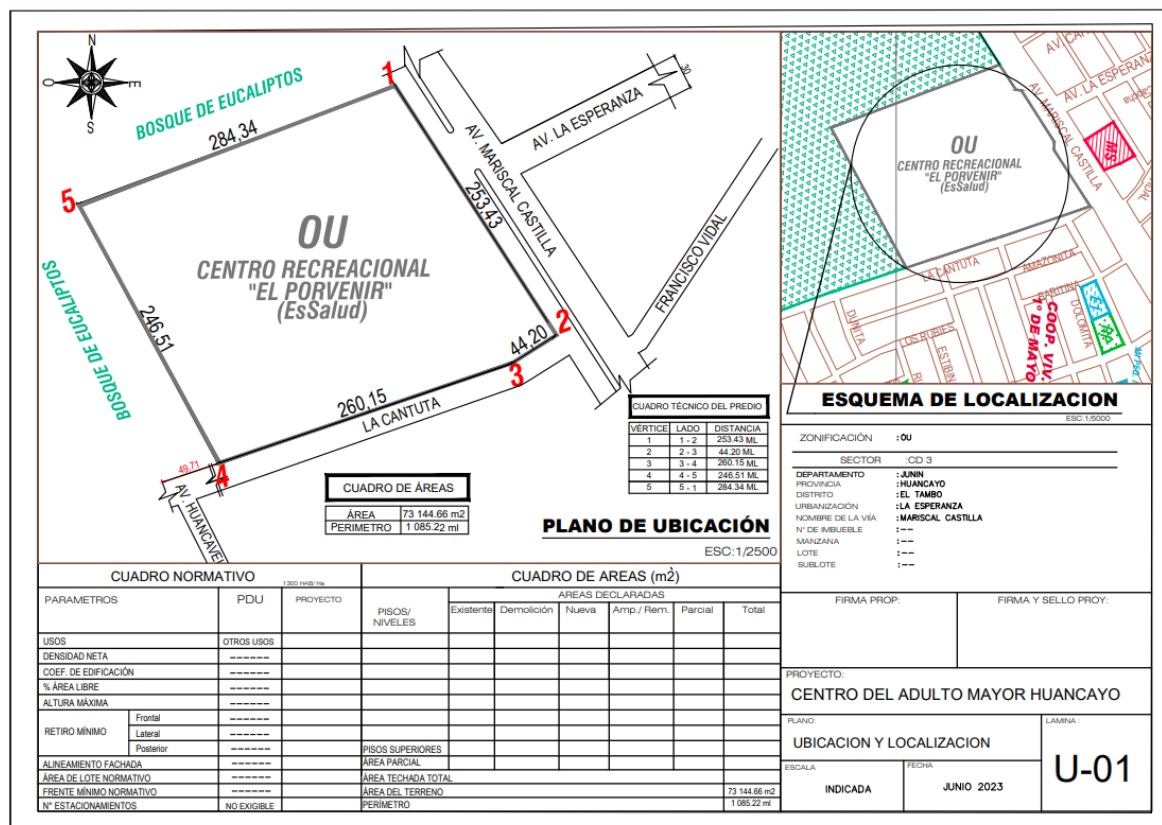 N
O
E
S
BOSQUE DE EUCALIPTOS
284,34
1
5
30
AV. LA ESPERANZA
AV. MARISCAL CASTILLA
253.43
OU
CENTRO RECREACIONAL
"EL PORVENIR"
(EsSalud)
FRANCISCO VIDAL
BOSQUE DE EUCALIPTOS
246.51
2
44,20
3
260,15
LA CANTUTA
49,71
4
AV. HUANCAVEL
CUADRO DE ÁREAS
ÁREA 73 144.66 m2
PERIMETRO 1 085.22 ml
CUADRO TÉCNICO DEL PREDIO
VÉRTICE LADO DISTANCIA
1 1 - 2 253.43 ML
2 2 - 3 44.20 ML
3 3 - 4 260.15 ML
4 4 - 5 246.51 ML
5 5 - 1 284.34 ML
PLANO DE UBICACIÓN
ESC:1/2500
AV. LA ESPERANZA
AV. MARISCAL CASTILLA
MS
OU
CENTRO RECREACIONAL
"EL PORVENIR"
(EsSalud)
LA CANTUTA
AMAZONITA
BARITINA
DOLOMITA
DUNITA
LOS RUBIES
ESTIBIN
COOP. VIV.
1° DE MAYO
ESQUEMA DE LOCALIZACION
ESC:1/5000
ZONIFICACIÓN :OU
SECTOR :CD 3
DEPARTAMENTO :JUNIN
PROVINCIA :HUANCAYO
DISTRITO :EL TAMBO
URBANIZACIÓN :LA ESPERANZA
NOMBRE DE LA VÍA :MARISCAL CASTILLA
N° DE IMBUEBLE :--
MANZANA :--
LOTE :--
SUBLOTE :--
FIRMA PROP: FIRMA Y SELLO PROY:
PROYECTO:
CENTRO DEL ADULTO MAYOR HUANCAYO
PLANO:
UBICACION Y LOCALIZACION
LAMINA :
U-01
ESCALA
INDICADA
FECHA
JUNIO 2023
CUADRO NORMATIVO
1300 HAB/ Ha
PARAMETROS PDU PROYECTO
USOS OTROS USOS
DENSIDAD NETA ------
COEF. DE EDIFICACIÓN ------
% ÁREA LIBRE ------
ALTURA MÁXIMA ------
RETIRO MÍNIMO
Frontal ------
Lateral ------
Posterior ------
ALINEAMIENTO FACHADA ------
ÁREA DE LOTE NORMATIVO ------
FRENTE MÍNIMO NORMATIVO ------
N° ESTACIONAMIENTOS NO EXIGIBLE
CUADRO DE AREAS (m2)
PISOS/
NIVELES
AREAS DECLARADAS
Existente Demolición Nueva Amp./ Rem. Parcial Total
PISOS SUPERIORES
ÁREA PARCIAL
ÁREA TECHADA TOTAL
ÁREA DEL TERRENO 73 144.66 m2
PERÍMETRO 1 085.22 ml